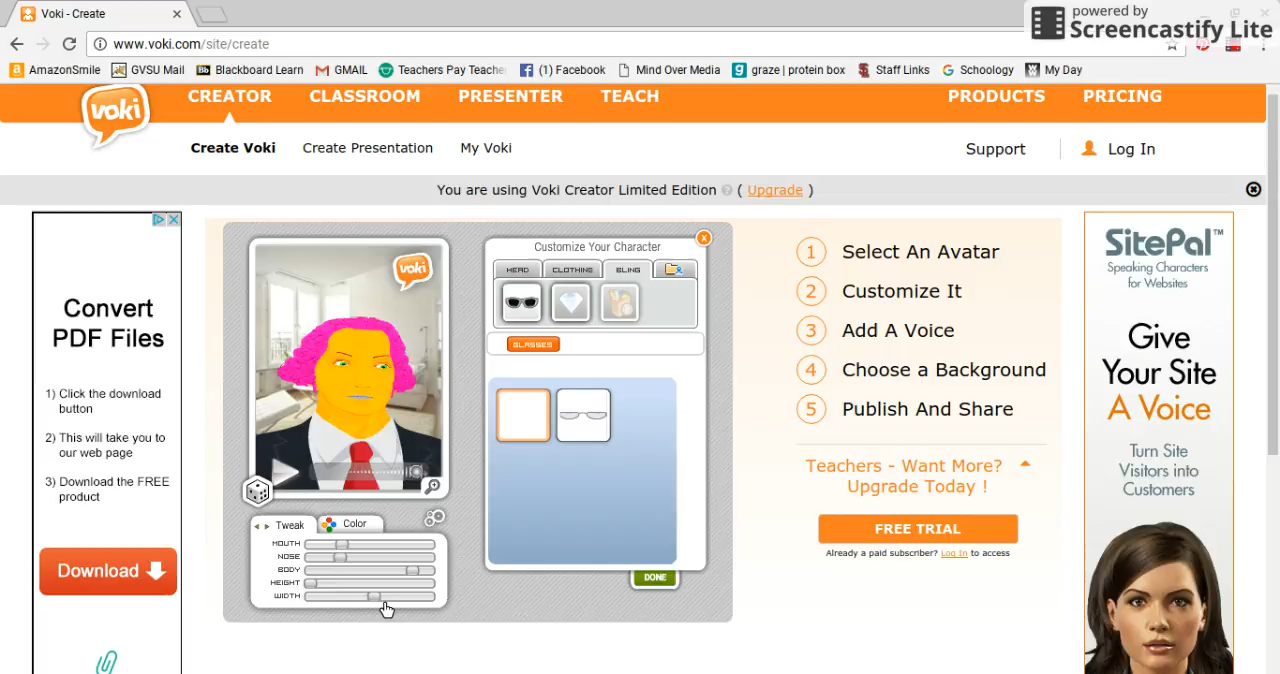 Voki - Create
powered by
Screencastify Lite
www.voki.com/site/create
AmazonSmile
GVSU Mail
Bb
Blackboard Learn
GMAIL
Teachers Pay Teache
(1) Facebook
Mind Over Media
graze | protein box
Staff Links
Schoology
My Day
voki
CREATOR
CLASSROOM
PRESENTER
TEACH
PRODUCTS
PRICING
Create Voki
Create Presentation
My Voki
Support
Log In
You are using Voki Creator Limited Edition ? ( Upgrade )
Convert
PDF Files
1) Click the download
button
2) This will take you to
our web page
3) Download the FREE
product
Download
voki
Tweak
Color
MOUTH
NOSE
BODY
HEIGHT
WIDTH
Customize Your Character
HEAD
CLOTHING
BLING
GLASSES
DONE
1 Select An Avatar
2 Customize It
3 Add A Voice
4 Choose a Background
5 Publish And Share
Teachers - Want More?
Upgrade Today !
FREE TRIAL
Already a paid subscriber? Log In to access
SitePal™
Speaking Characters
for Websites
Give
Your Site
A Voice
Turn Site
Visitors into
Customers